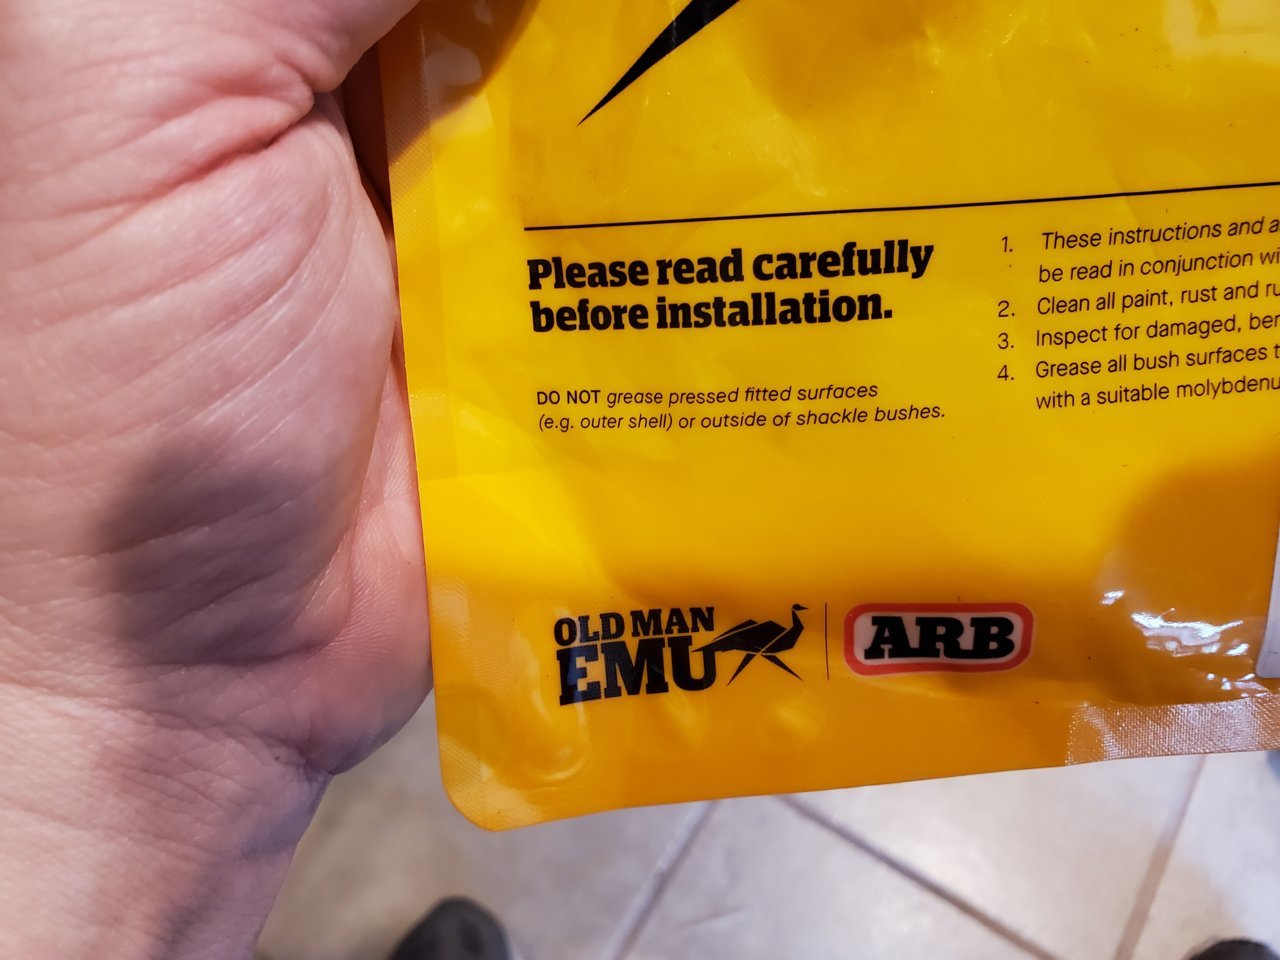 Please read carefully
before installation.
DO NOT grease pressed fitted surfaces
(e.g. outer shell) or outside of shackle bushes.
1. These instructions and
be read in conjunction
2. Clean all paint, rust and
3. Inspect for damaged,
4. Grease all bush surfaces
with a suitable
OLD MAN
EMU
ARB